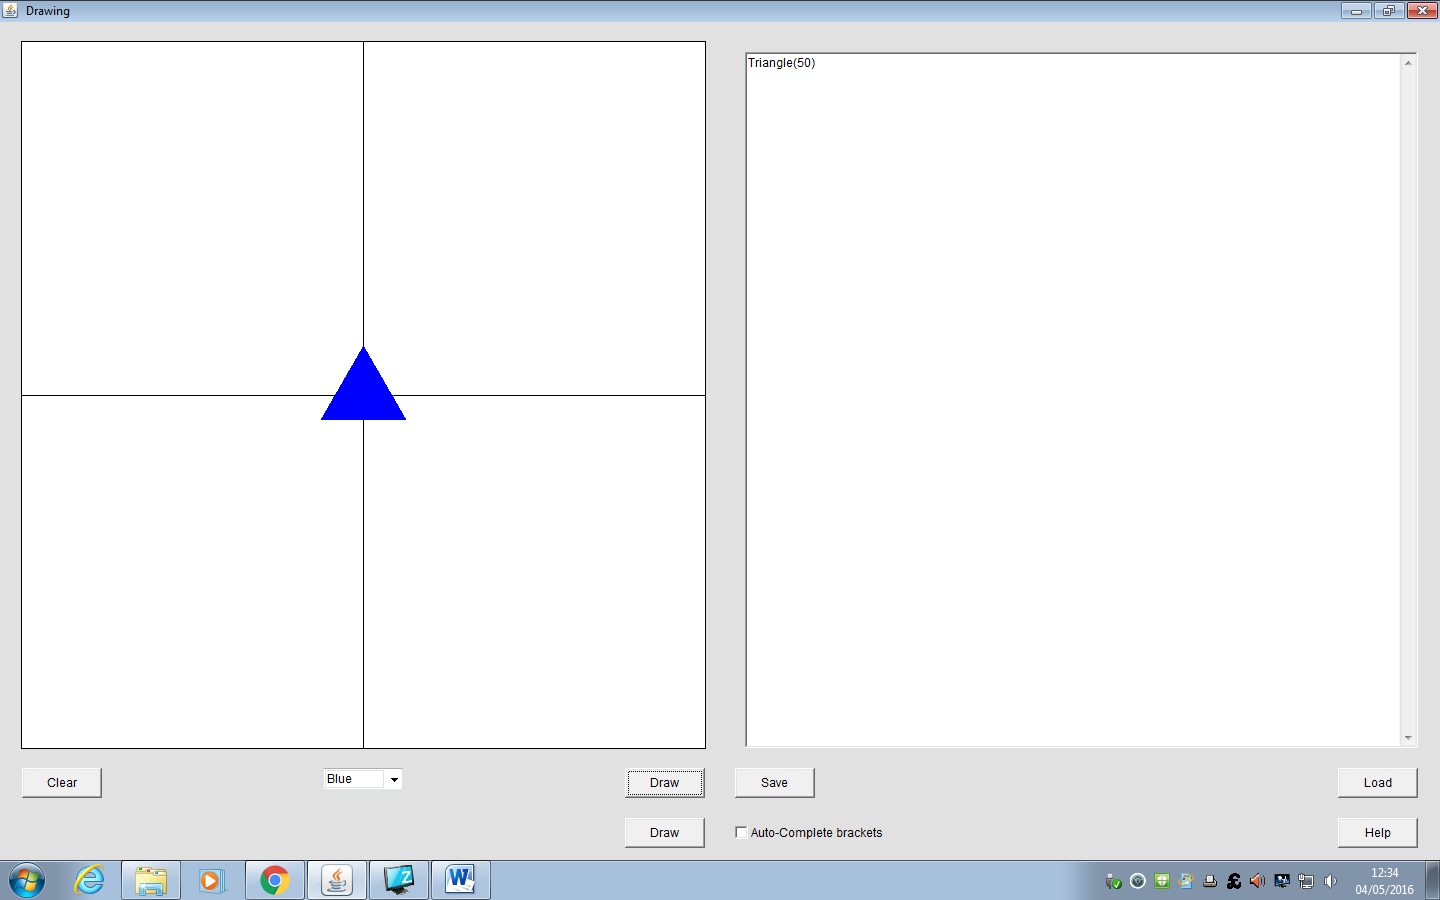 Drawing
Triangle(50)
Clear
Blue
Draw
Save
Load
Draw
Auto-Complete brackets
Help
12:34
04/05/2016